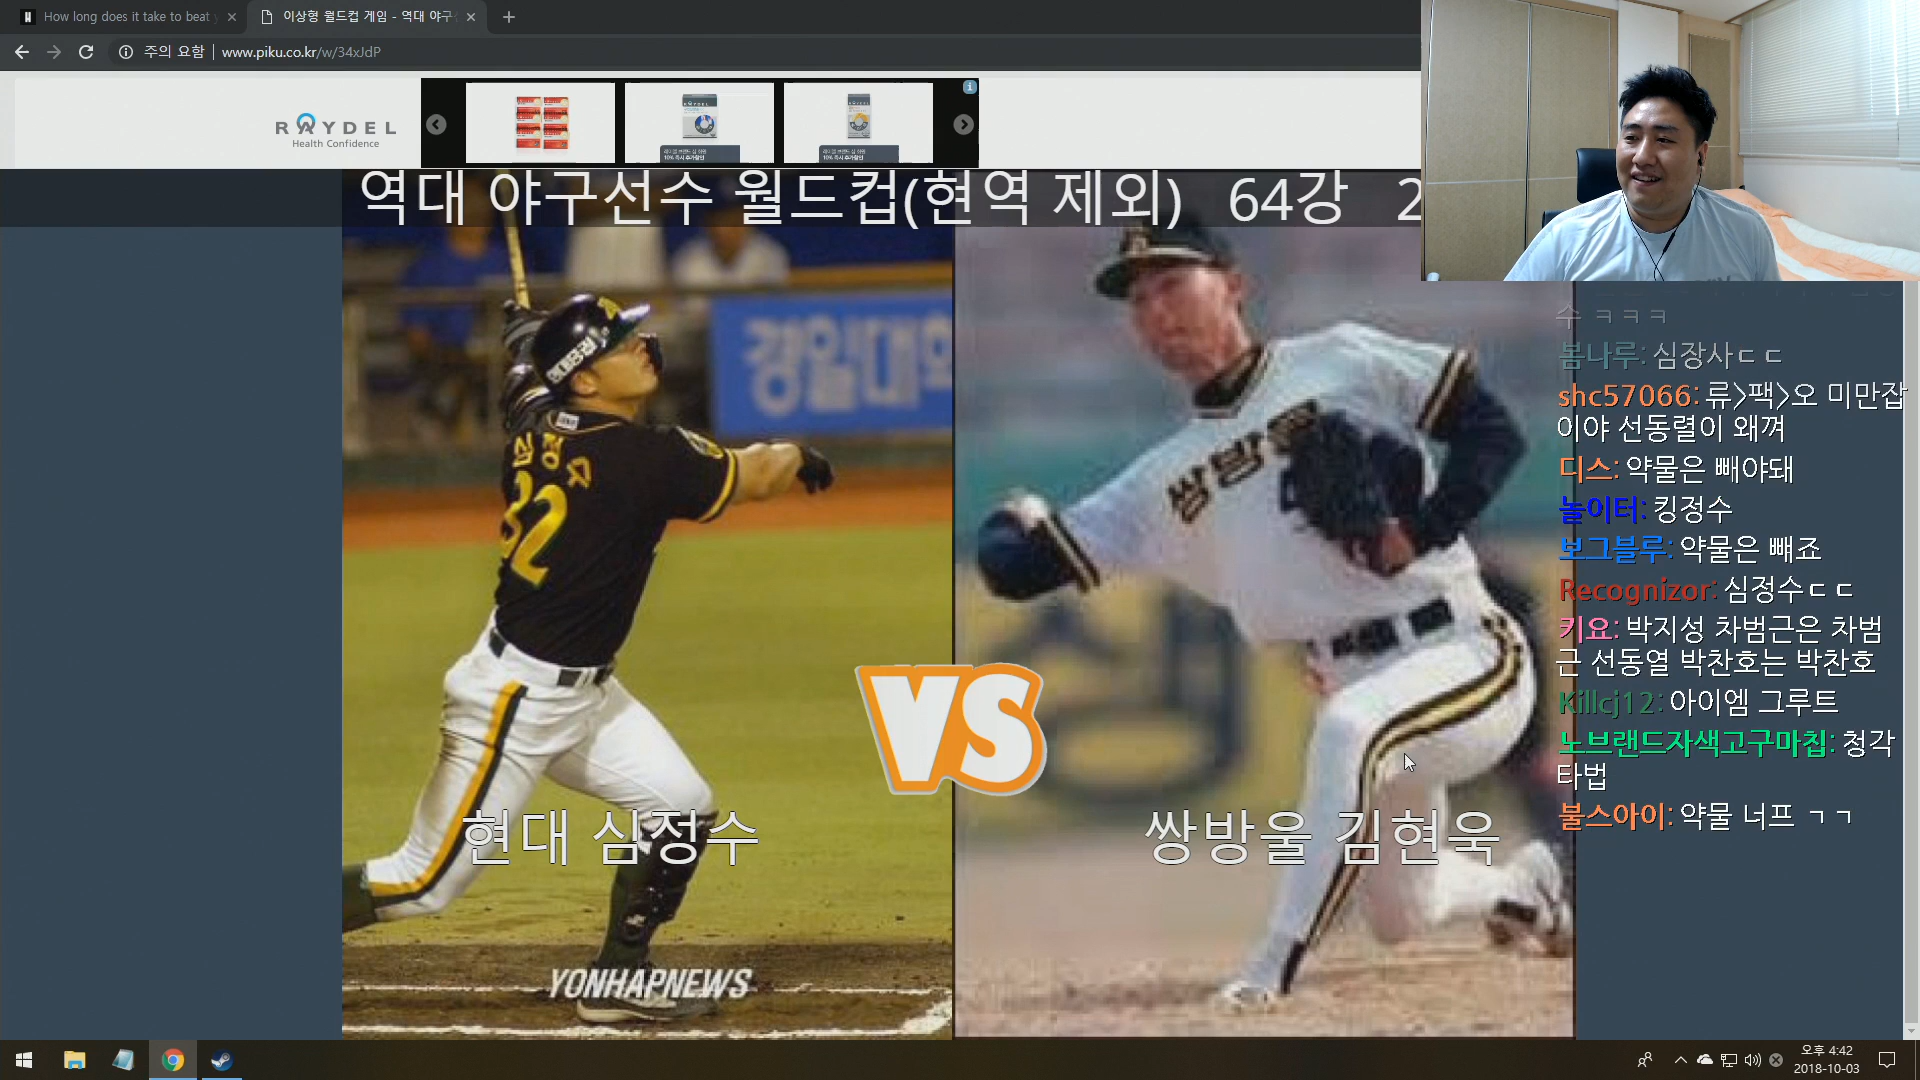 How long does it take to beat
이상형 월드컵 게임 - 역대 야구
주의 요함
www.piku.co.kr/w/34xJdP
RAYDEL
Health Confidence
역대 야구선수 월드컵(현역 제외) 64강 2
경일대
심정수
32
쌍방울
VS
현대 심정수
쌍방울 김현욱
YONHAPNEWS
수 ㅋㅋㅋ
봄나루: 심장사ㄷㄷ
shc57066: 류>팩>오 미만잡
이야 선동렬이 왜껴
디스: 약물은 빼야돼
놀이터: 킹정수
보그블루: 약물은 뺴죠
Recognizor: 심정수ㄷㄷ
키요: 박지성 차범근은 차범
근 선동열 박찬호는 박찬호
Killcj12: 아이엠 그루트
노브랜드자색고구마칩: 청각
타법
불스아이: 약물 너프 ㄱㄱ
오후 4:42
2018-10-03